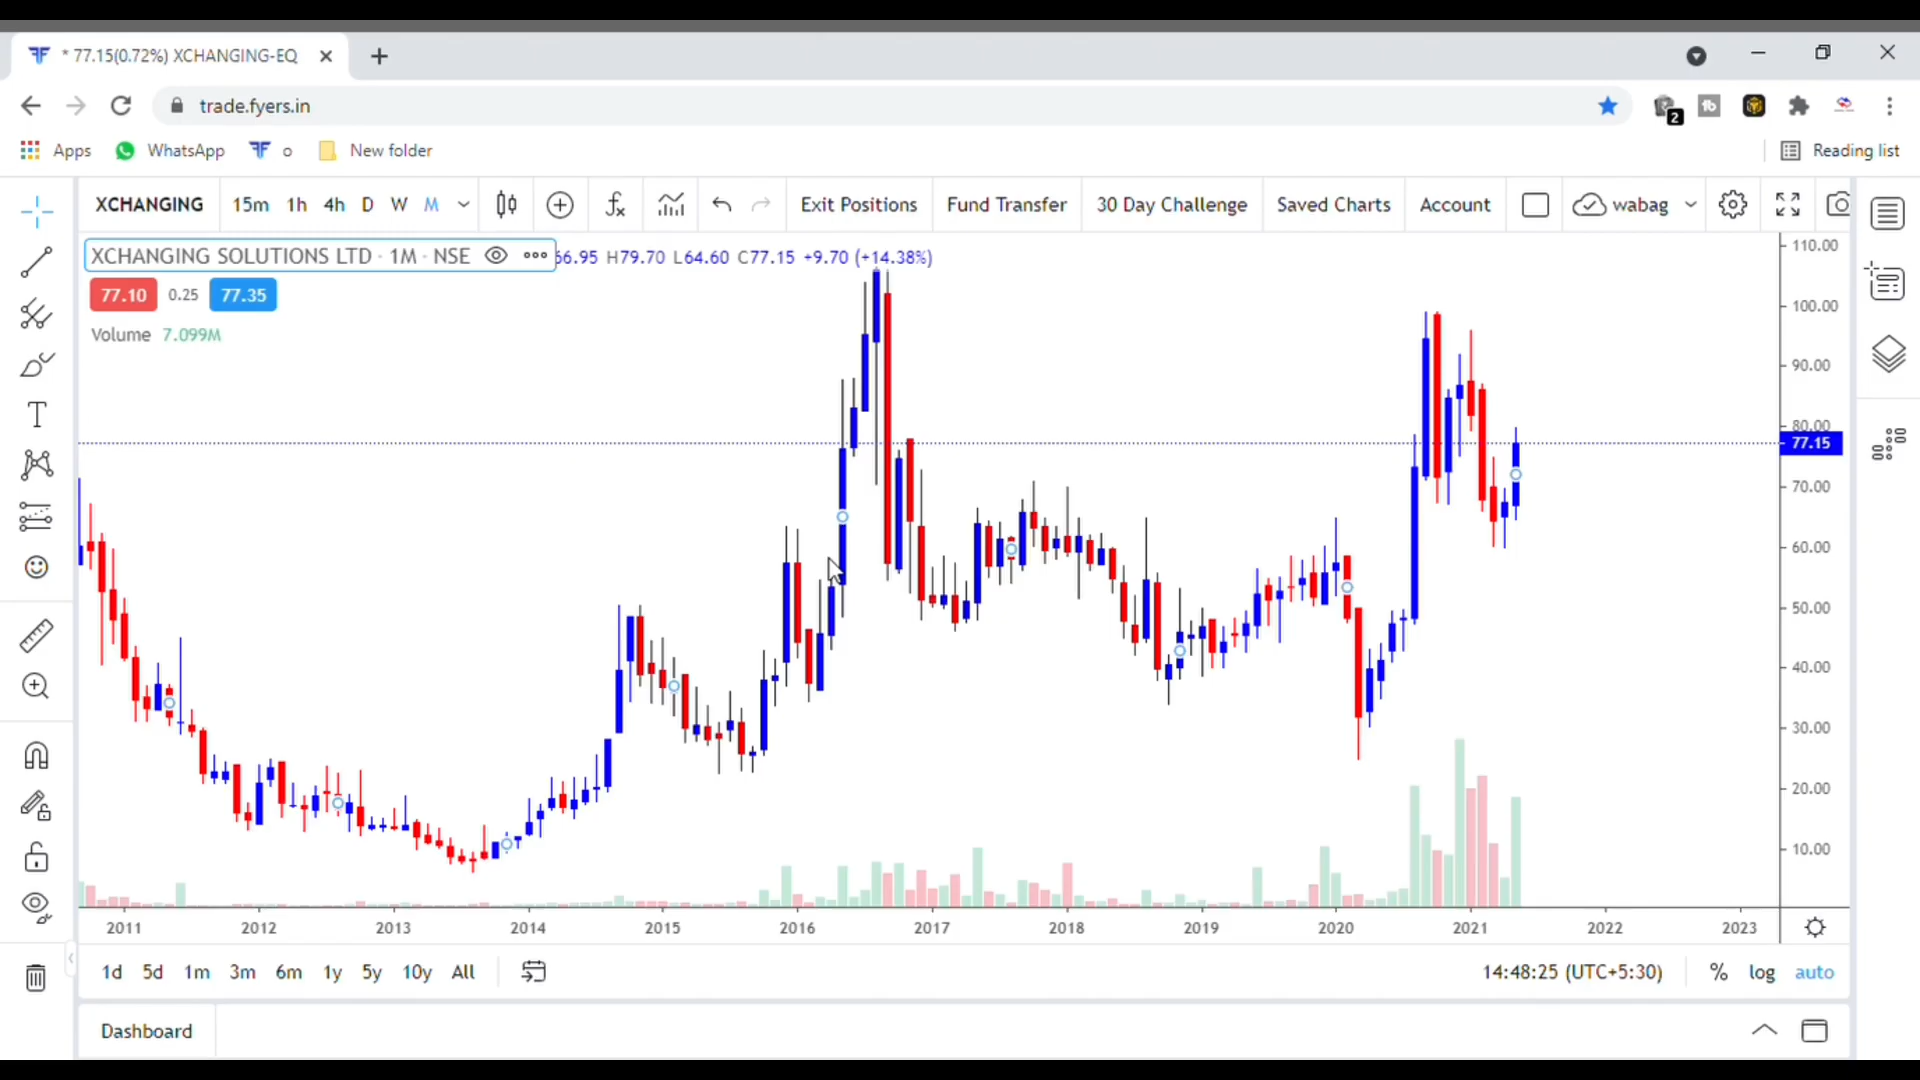 * 77.15(0.72%) XCHANGING-EQ
trade.fyers.in
2
Apps WhatsApp o New folder Reading list
XCHANGING 15m 1h 4h D W M Exit Positions Fund Transfer 30 Day Challenge Saved Charts Account wabag
XCHANGING SOLUTIONS LTD · 1M · NSE 66.95 H79.70 L64.60 C77.15 +9.70 (+14.38%)
77.10 0.25 77.35
Volume 7.099M
110.00
100.00
90.00
80.00
77.15
70.00
60.00
50.00
40.00
30.00
20.00
10.00
2011 2012 2013 2014 2015 2016 2017 2018 2019 2020 2021 2022 2023
1d 5d 1m 3m 6m 1y 5y 10y All 14:48:25 (UTC+5:30) % log auto
Dashboard